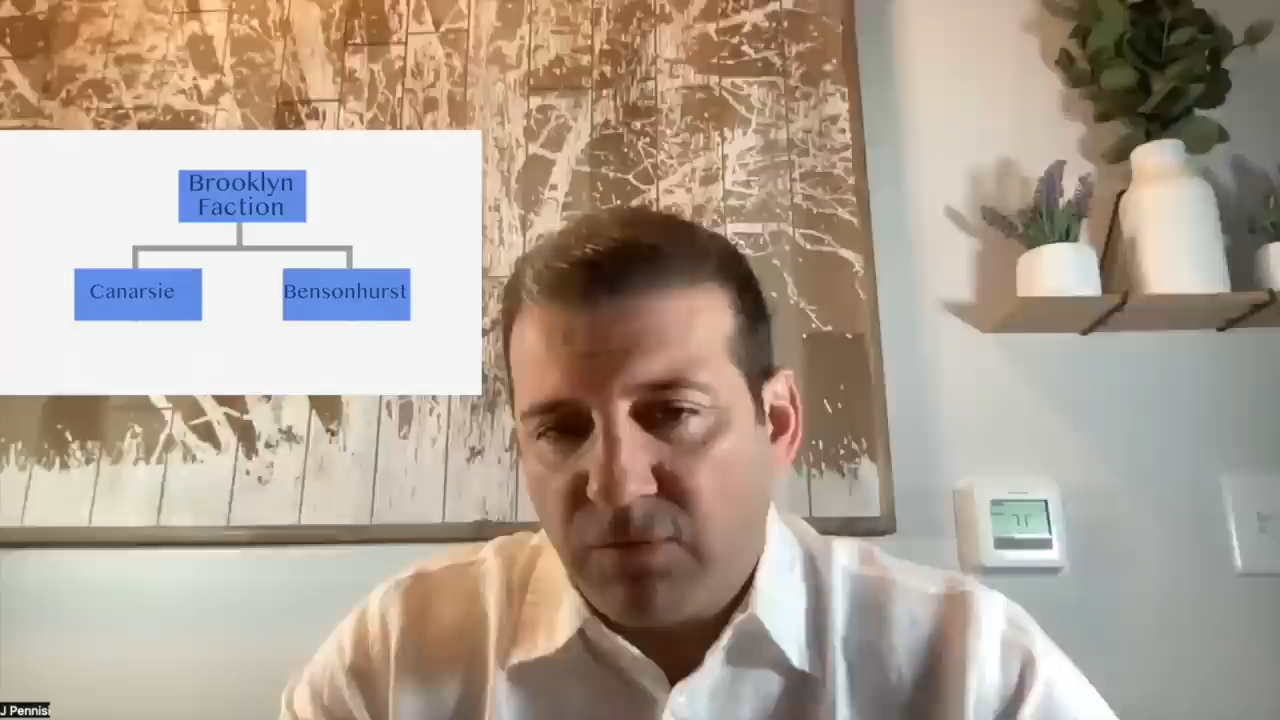 Brooklyn
Faction
Canarsie
Bensonhurst
J Pennisi